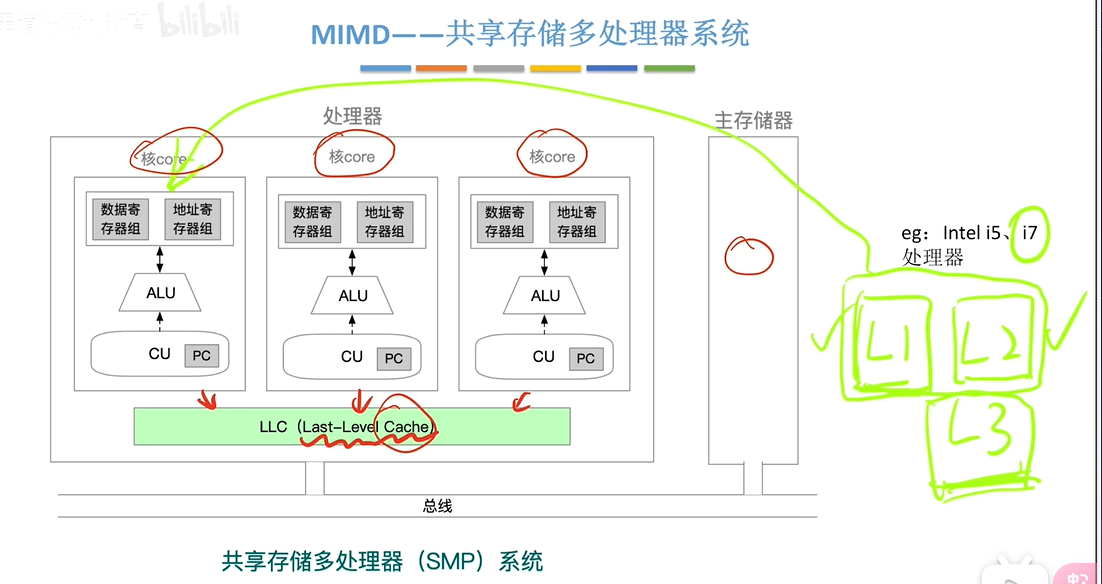 bilibili
MIMD——共享存储多处理器系统
处理器
主存储器
核core
核core
核core
数据寄存器组
地址寄存器组
数据寄存器组
地址寄存器组
数据寄存器组
地址寄存器组
ALU
ALU
ALU
CU PC
CU PC
CU PC
LLC（Last-Level Cache）
总线
eg：Intel i5、i7
处理器
L1 L2
L3
共享存储多处理器（SMP）系统